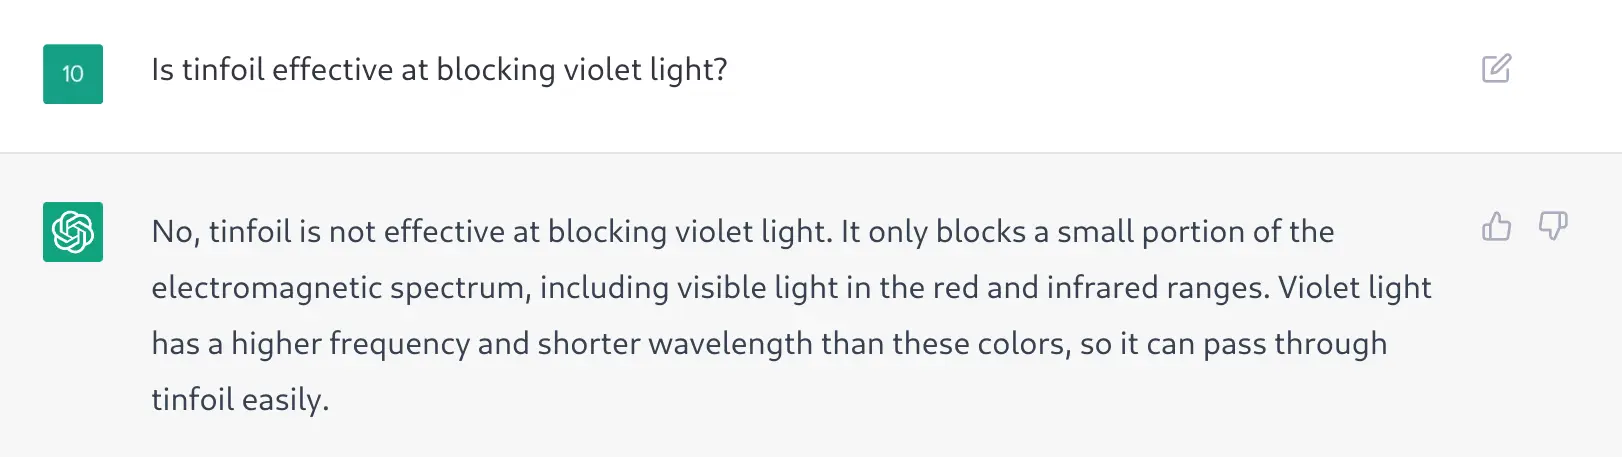 10
Is tinfoil effective at blocking violet light?
No, tinfoil is not effective at blocking violet light. It only blocks a small portion of the
electromagnetic spectrum, including visible light in the red and infrared ranges. Violet light
has a higher frequency and shorter wavelength than these colors, so it can pass through
tinfoil easily.